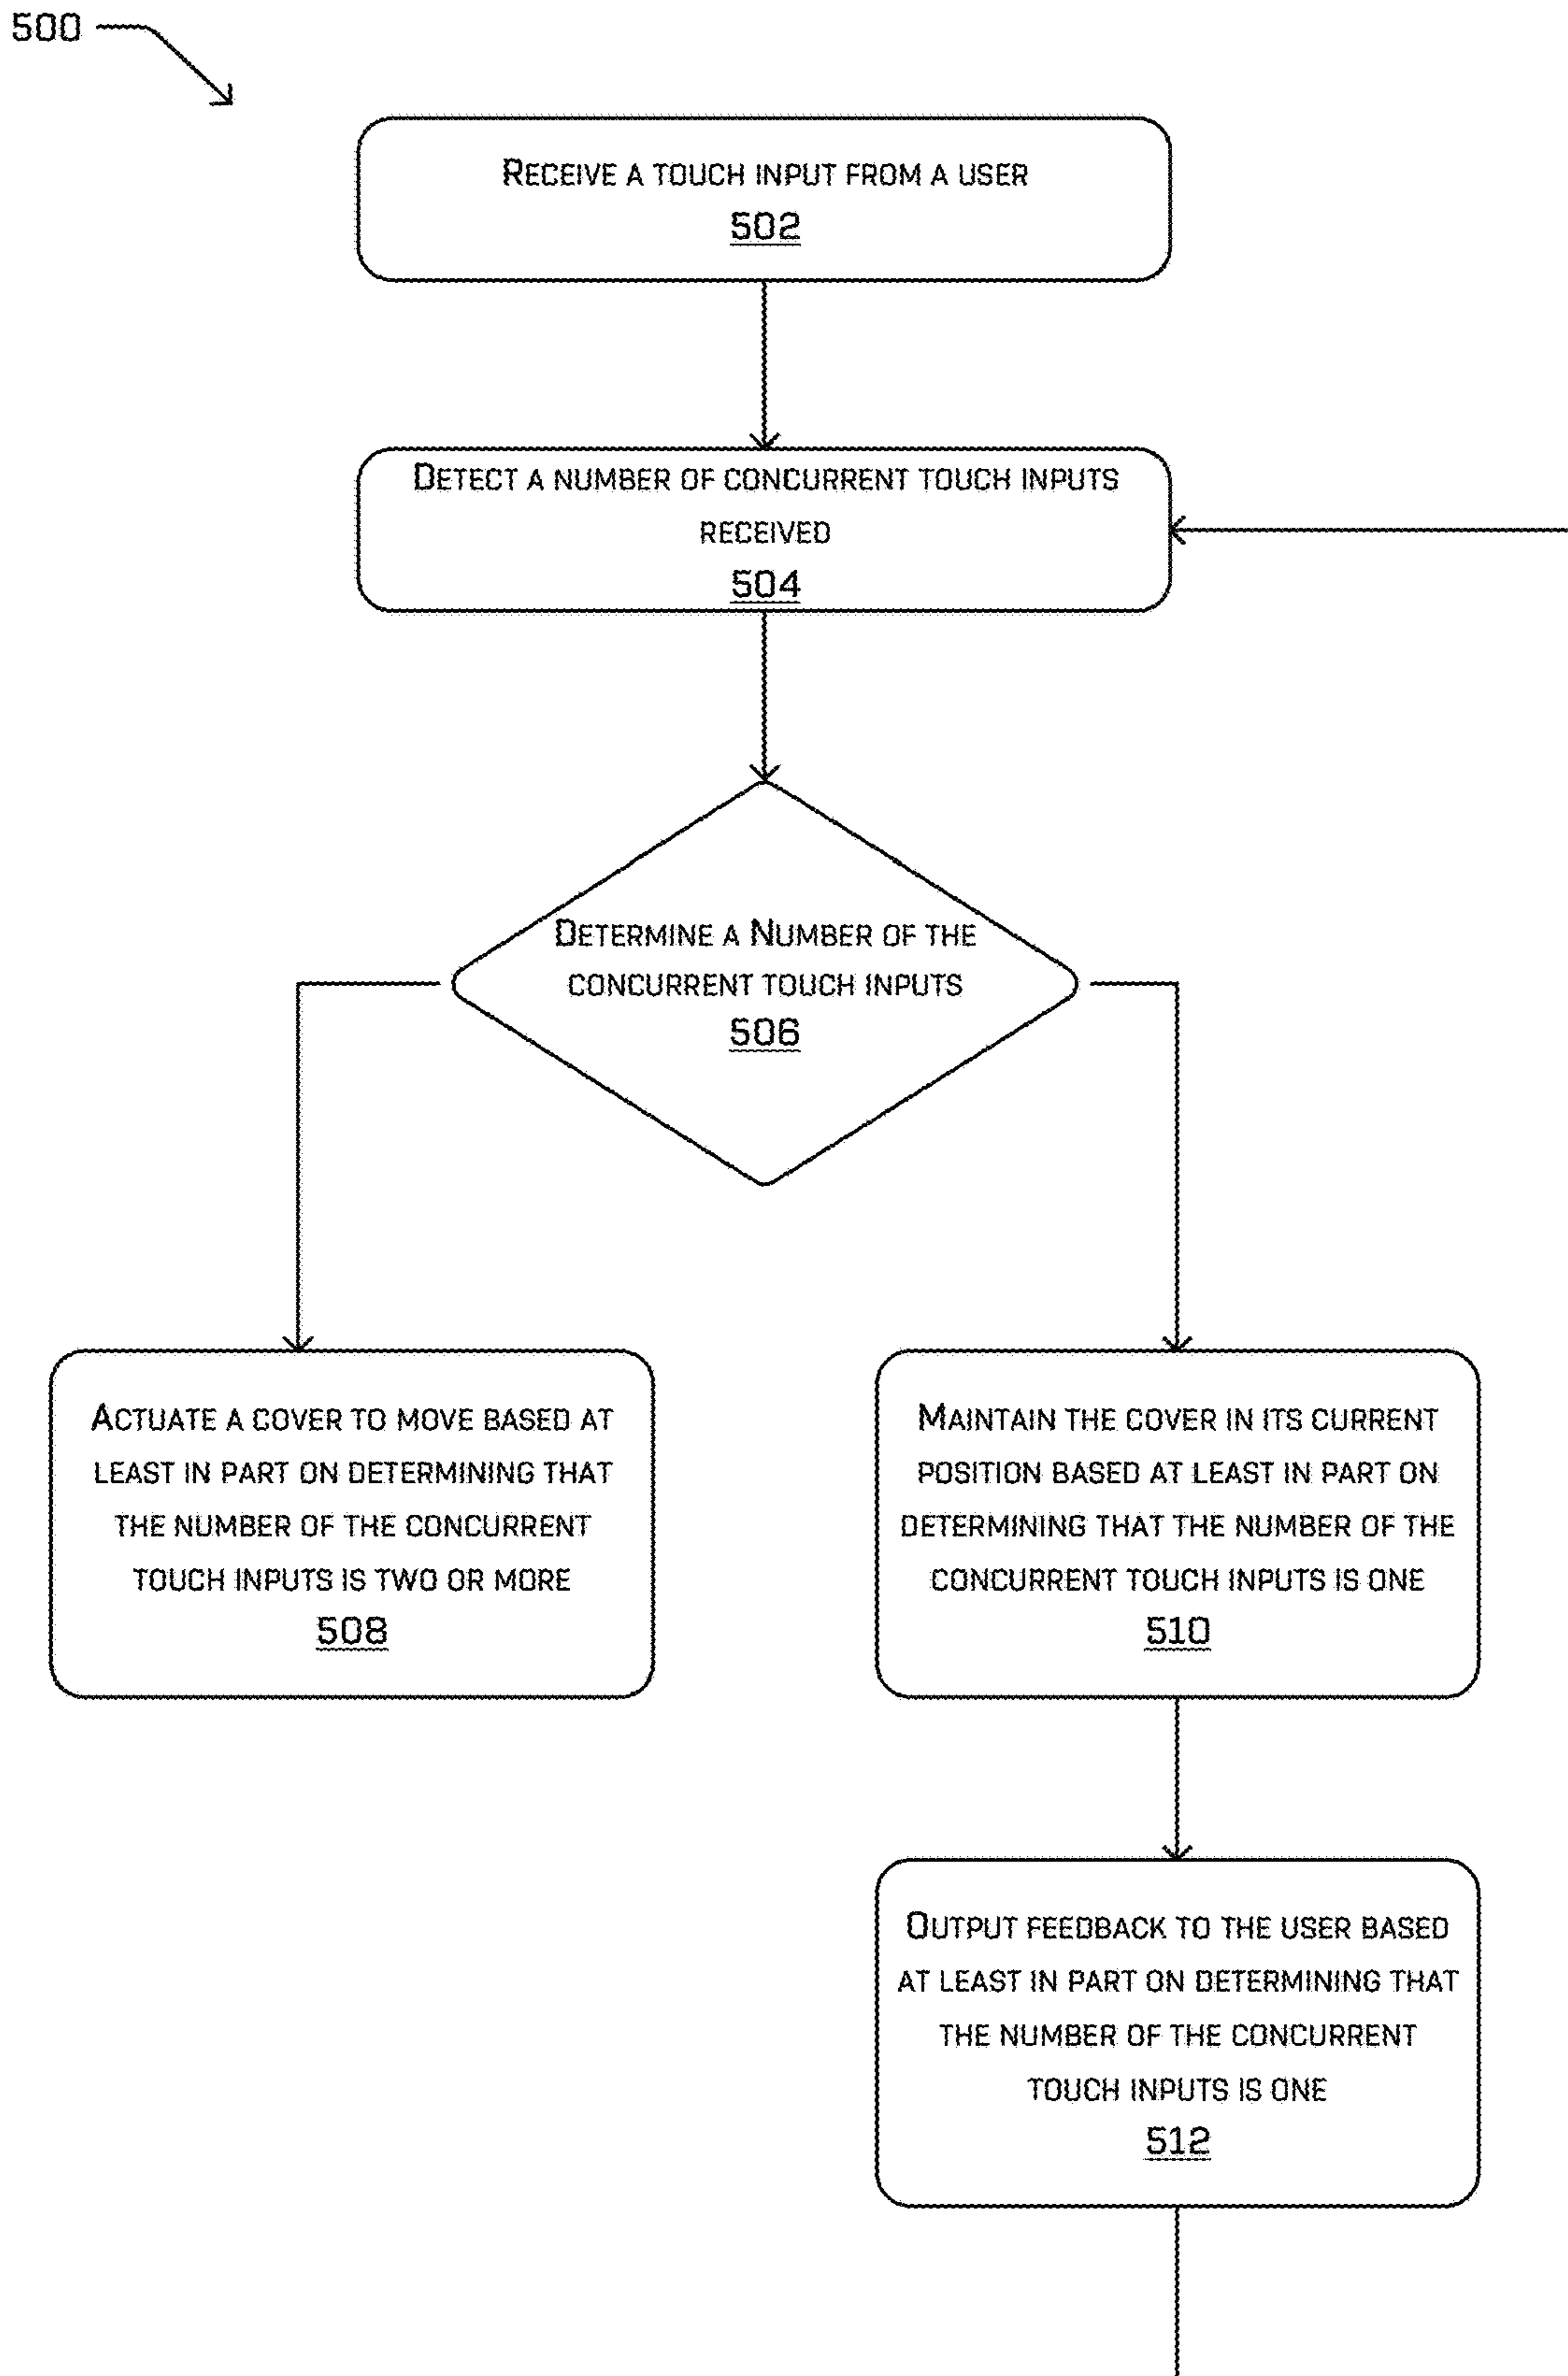 500
RECEIVE A TOUCH INPUT FROM A USER
502
DETECT A NUMBER OF CONCURRENT TOUCH INPUTS
RECEIVED
504
DETERMINE A NUMBER OF THE
CONCURRENT TOUCH INPUTS
506
ACTUATE A COVER TO MOVE BASED AT
LEAST IN PART ON DETERMINING THAT
THE NUMBER OF THE CONCURRENT
TOUCH INPUTS IS TWO OR MORE
508
MAINTAIN THE COVER IN ITS CURRENT
POSITION BASED AT LEAST IN PART ON
DETERMINING THAT THE NUMBER OF THE
CONCURRENT TOUCH INPUTS IS ONE
510
OUTPUT FEEDBACK TO THE USER BASED
AT LEAST IN PART ON DETERMINING THAT
THE NUMBER OF THE CONCURRENT
TOUCH INPUTS IS ONE
512